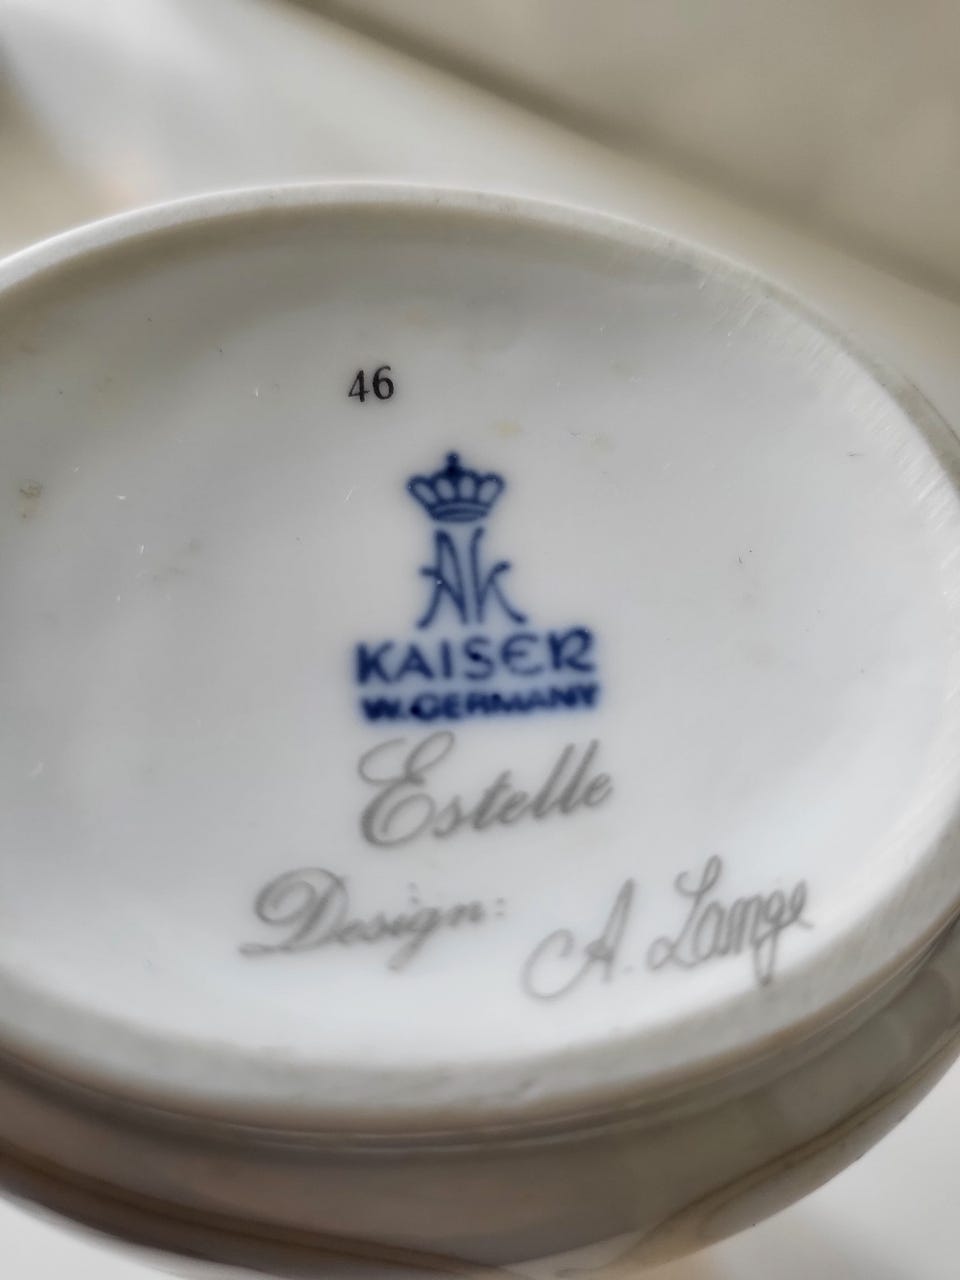 46
AK
KAISER
W.GERMANY
Estelle
Design: A. Lange